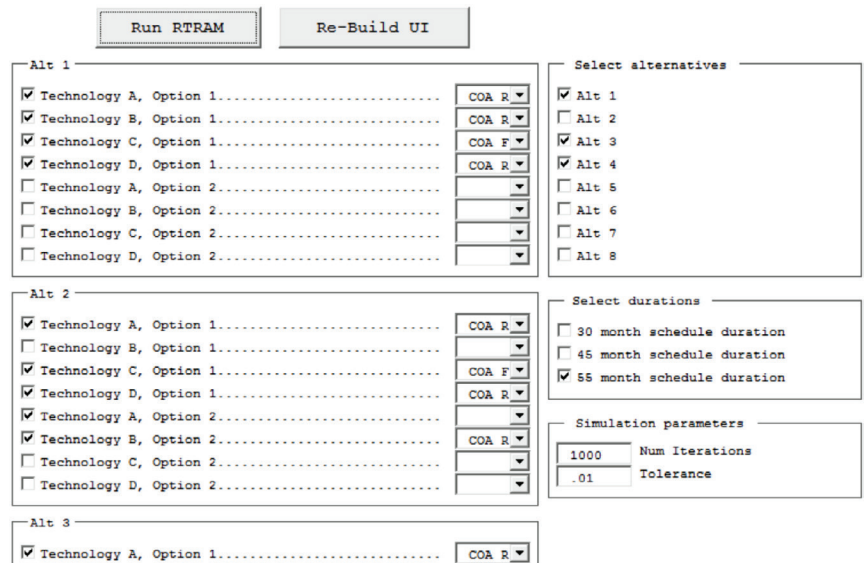 Run RTRAM Re-Build UI
Alt 1
Technology A, Option 1............................ COA R
Technology B, Option 1............................ COA R
Technology C, Option 1............................ COA F
Technology D, Option 1............................ COA R
Technology A, Option 2............................
Technology B, Option 2............................
Technology C, Option 2............................
Technology D, Option 2............................
Alt 2
Technology A, Option 1............................ COA R
Technology B, Option 1............................
Technology C, Option 1............................ COA F
Technology D, Option 1............................ COA R
Technology A, Option 2............................
Technology B, Option 2............................ COA R
Technology C, Option 2............................
Technology D, Option 2............................
Alt 3
Technology A, Option 1............................ COA R
Select alternatives
Alt 1
Alt 2
Alt 3
Alt 4
Alt 5
Alt 6
Alt 7
Alt 8
Select durations
30 month schedule duration
45 month schedule duration
55 month schedule duration
Simulation parameters
1000 Num Iterations
.01 Tolerance